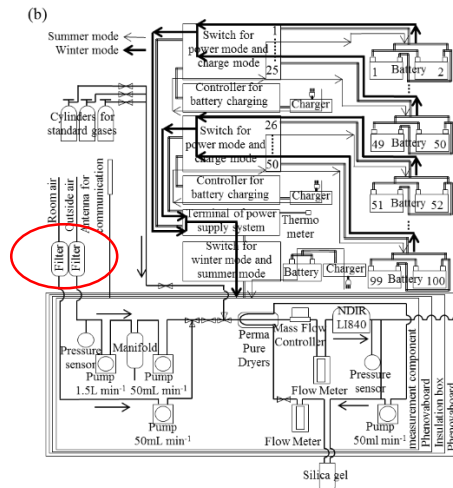 (b)
Summer mode
Winter mode
Switch for
power mode and
charge mode
1
25
Controller for
battery charging
Charger
1 Battery 2
Cylinders for
standard gases
Switch for
power mode and
charge mode
26
50
49 50
Battery
Controller for
battery charging
Charger
51 Battery 52
Room air
Outside air
Antenna for
communication
Filter
Filter
Terminal of power
supply system
Thermo
meter
Switch for
winter mode and
summer mode
Battery
Charger
99 Battery 100
Pressure
sensor
Manifold
Pump
1.5L min⁻¹
Pump
50mL min⁻¹
Pump
50mL min⁻¹
Perma
Pure
Dryers
Mass Flow
Controller
NDIR
LI840
Flow Meter
Flow Meter
Pressure
sensor
Pump
50ml min⁻¹
measurement component
Phenovaboard
Insulation box
Phenovaboard
Silica gel